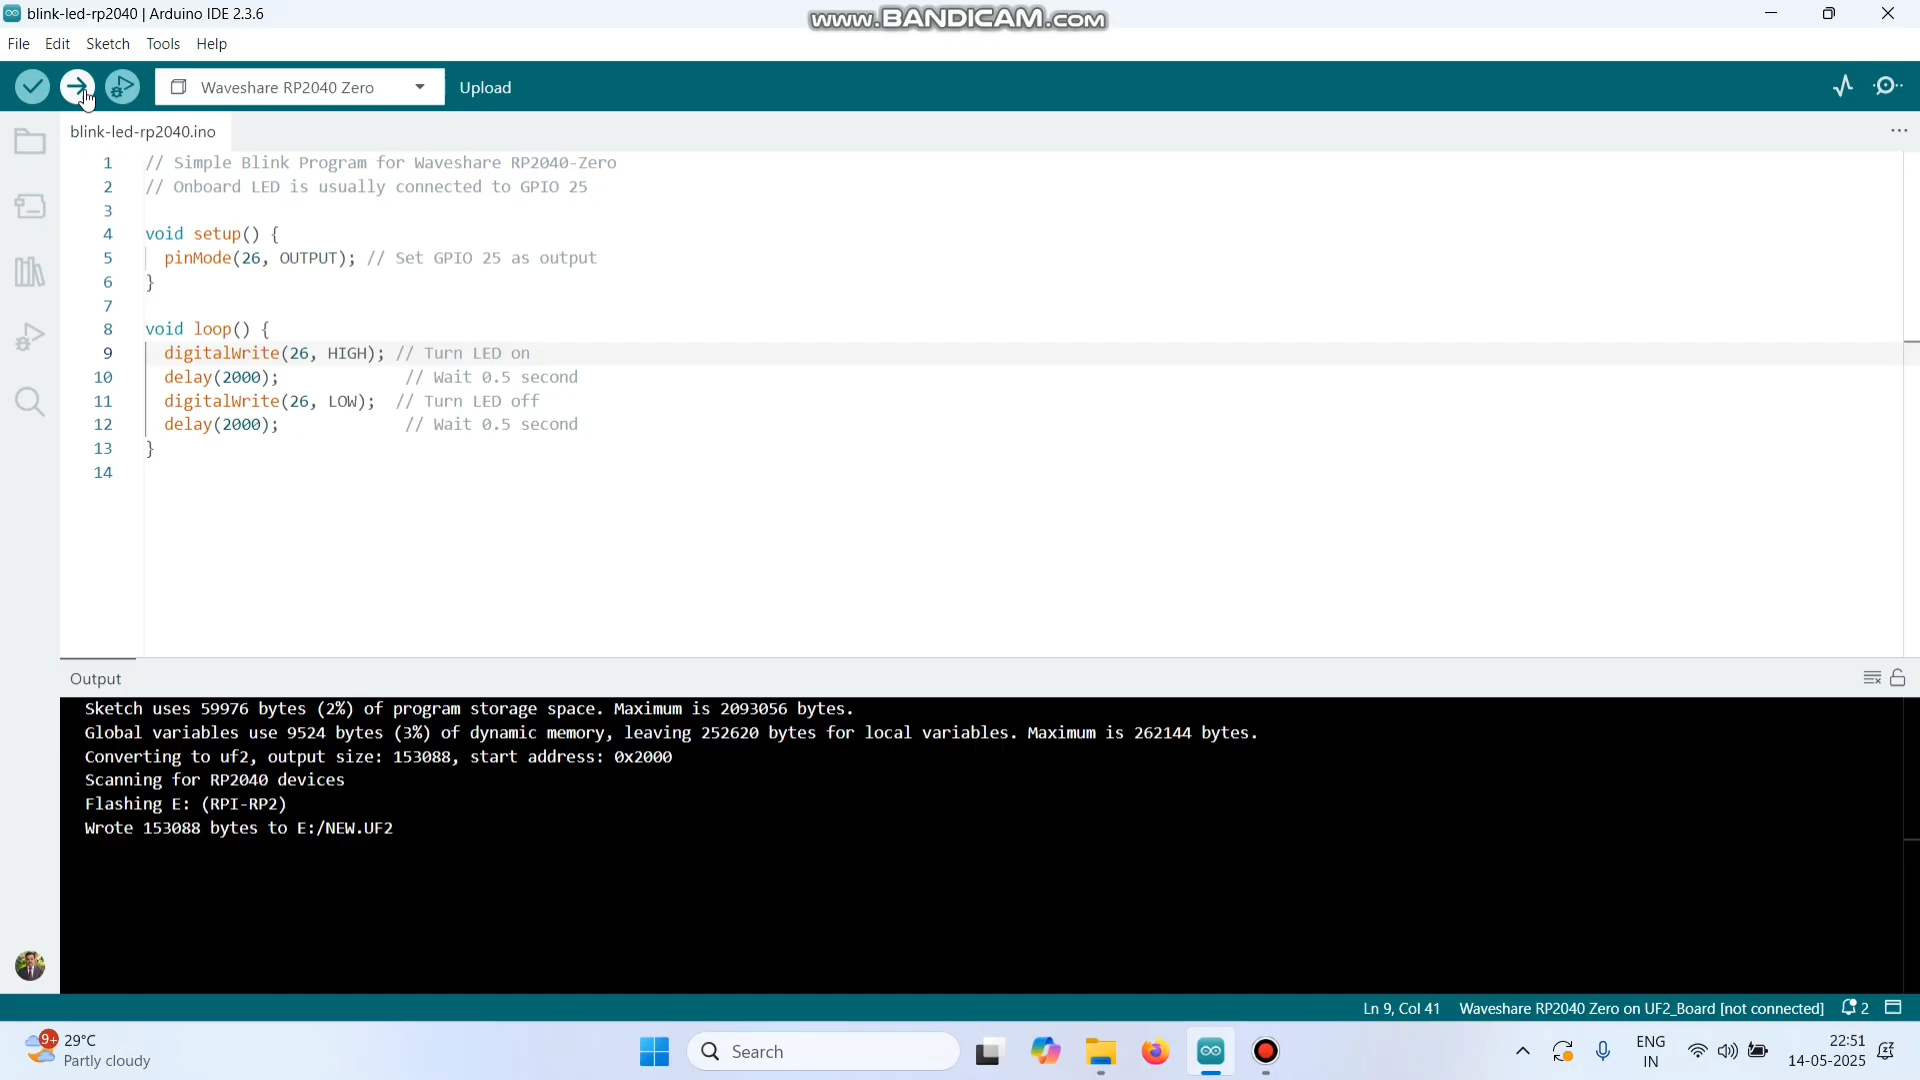 blink-led-rp2040 | Arduino IDE 2.3.6
www.BANDICAM.com
File Edit Sketch Tools Help
Waveshare RP2040 Zero
Upload
blink-led-rp2040.ino
1 // Simple Blink Program for Waveshare RP2040-Zero
2 // Onboard LED is usually connected to GPIO 25
3
4 void setup() {
5 pinMode(26, OUTPUT); // Set GPIO 25 as output
6 }
7
8 void loop() {
9 digitalWrite(26, HIGH); // Turn LED on
10 delay(2000); // Wait 0.5 second
11 digitalWrite(26, LOW); // Turn LED off
12 delay(2000); // Wait 0.5 second
13 }
14
Output
Sketch uses 59976 bytes (2%) of program storage space. Maximum is 2093056 bytes.
Global variables use 9524 bytes (3%) of dynamic memory, leaving 252620 bytes for local variables. Maximum is 262144 bytes.
Converting to uf2, output size: 153088, start address: 0x2000
Scanning for RP2040 devices
Flashing E: (RPI-RP2)
Wrote 153088 bytes to E:/NEW.UF2
Ln 9, Col 41 Waveshare RP2040 Zero on UF2_Board [not connected] 2
9+ 29°C
Partly cloudy
Search
ENG
IN
22:51
14-05-2025